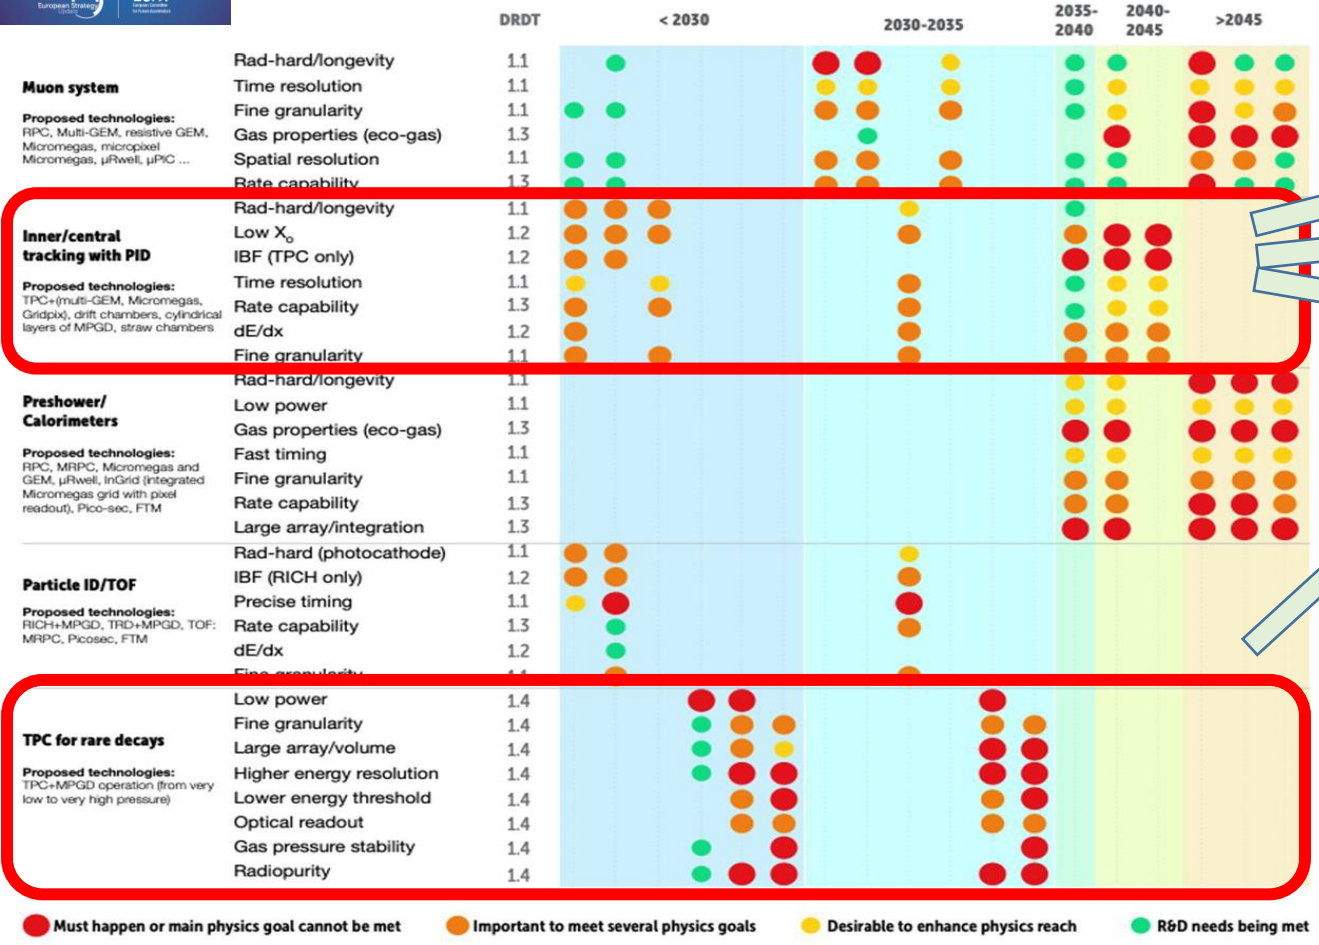 European Strategy
Update
European Committee
for Future Accelerators
DRDT
< 2030
2030-2035
2035-
2040
2040-
2045
>2045
Muon system
Proposed technologies:
RPC, Multi-GEM, resistive GEM,
Micromegas, micropixel
Micromegas, µRwell, µPIC ...
Rad-hard/longevity 1.1
Time resolution 1.1
Fine granularity 1.1
Gas properties (eco-gas) 1.3
Spatial resolution 1.1
Rate capability 1.3
Inner/central
tracking with PID
Proposed technologies:
TPC+(multi-GEM, Micromegas,
Gridpix), drift chambers, cylindrical
layers of MPGD, straw chambers
Rad-hard/longevity 1.1
Low Xo 1.2
IBF (TPC only) 1.2
Time resolution 1.1
Rate capability 1.3
dE/dx 1.2
Fine granularity 1.1
Preshower/
Calorimeters
Proposed technologies:
RPC, MRPC, Micromegas and
GEM, µRwell, InGrid (integrated
Micromegas grid with pixel
readout), Pico-sec, FTM
Rad-hard/longevity 1.1
Low power 1.1
Gas properties (eco-gas) 1.3
Fast timing 1.1
Fine granularity 1.1
Rate capability 1.3
Large array/integration 1.3
Particle ID/TOF
Proposed technologies:
RICH+MPGD, TRD+MPGD, TOF:
MRPC, Picosec, FTM
Rad-hard (photocathode) 1.1
IBF (RICH only) 1.2
Precise timing 1.1
Rate capability 1.3
dE/dx 1.2
Fine granularity 1.1
TPC for rare decays
Proposed technologies:
TPC+MPGD operation (from very
low to very high pressure)
Low power 1.4
Fine granularity 1.4
Large array/volume 1.4
Higher energy resolution 1.4
Lower energy threshold 1.4
Optical readout 1.4
Gas pressure stability 1.4
Radiopurity 1.4
Must happen or main physics goal cannot be met
Important to meet several physics goals
Desirable to enhance physics reach
R&D needs being met